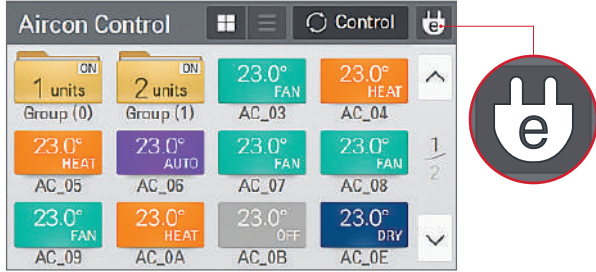 Aircon Control Control e
ON ON 23.0° 23.0°
1 units 2 units FAN HEAT
Group (0) Group (1) AC_03 AC_04
23.0° 23.0° 23.0° 23.0°
HEAT AUTO FAN FAN
AC_05 AC_06 AC_07 AC_08
1
2
23.0° 23.0° 23.0° 23.0°
FAN HEAT OFF DRY
AC_09 AC_0A AC_0B AC_0E
e